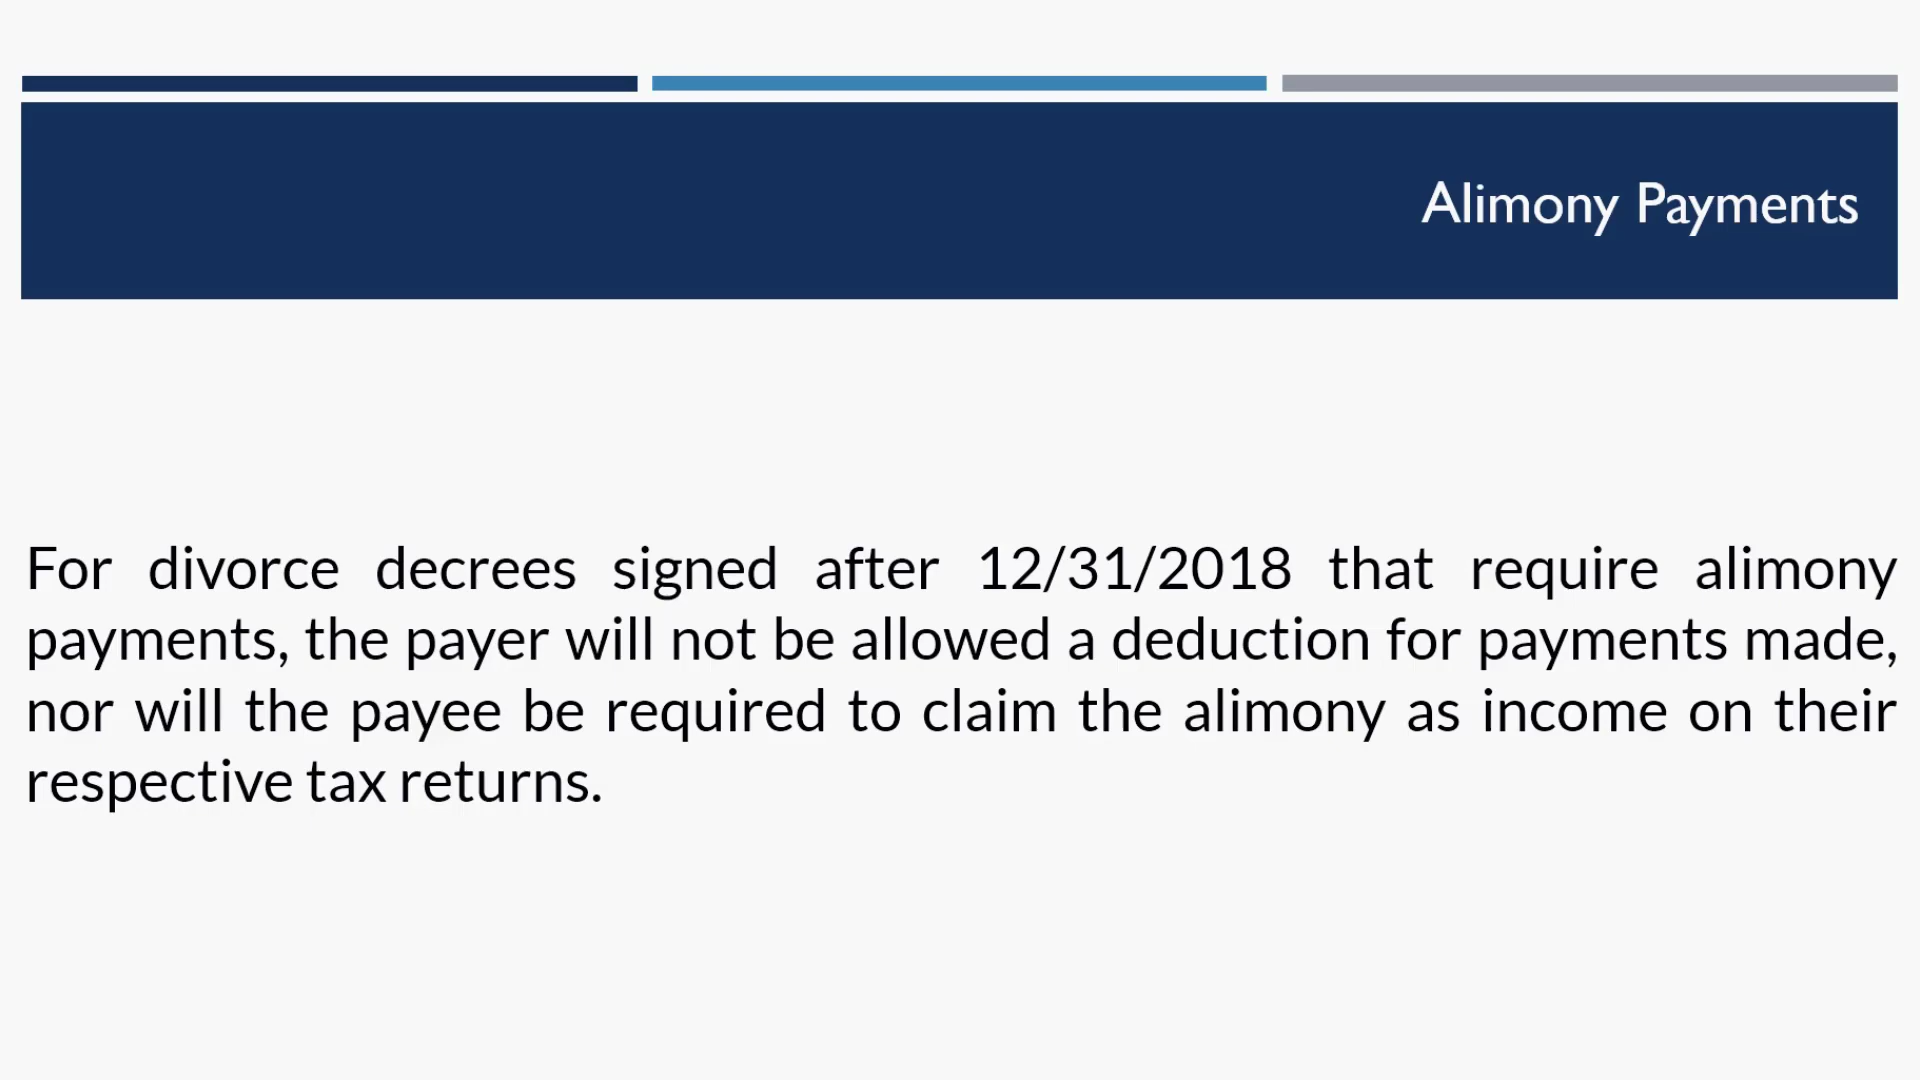 Alimony Payments
For divorce decrees signed after 12/31/2018 that require alimony
payments, the payer will not be allowed a deduction for payments made,
nor will the payee be required to claim the alimony as income on their
respective tax returns.